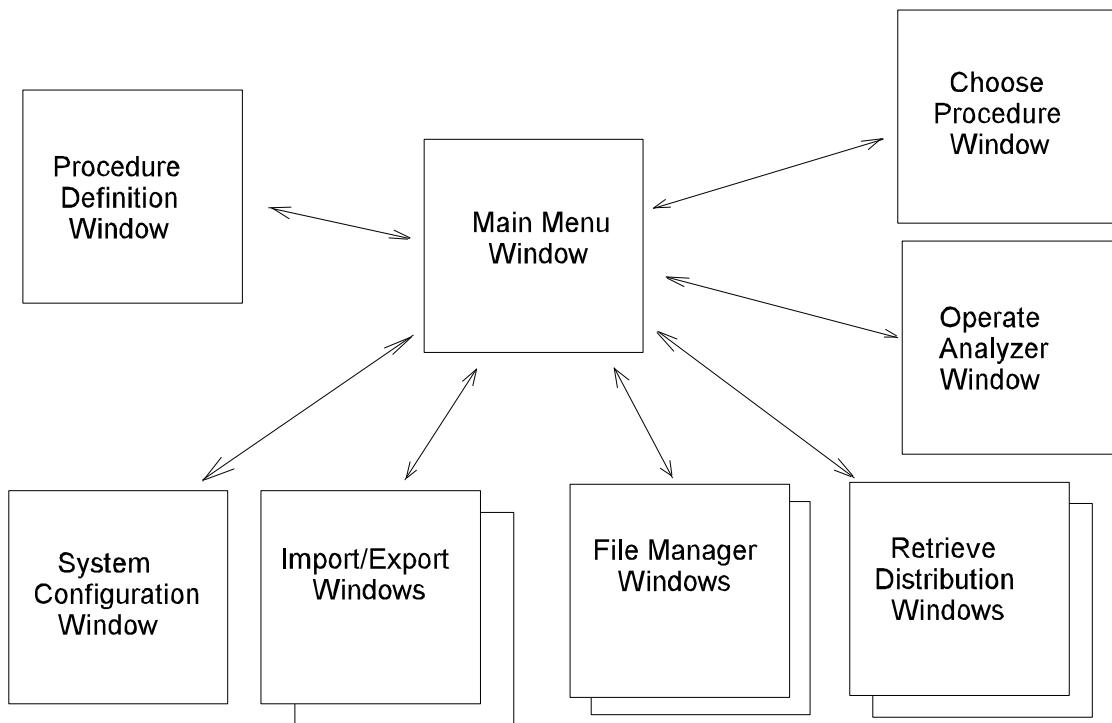 Choose
Procedure
Window
Procedure
Definition
Window
Main Menu
Window
Operate
Analyzer
Window
System
Configuration
Window
Import/Export
Windows
File Manager
Windows
Retrieve
Distribution
Windows